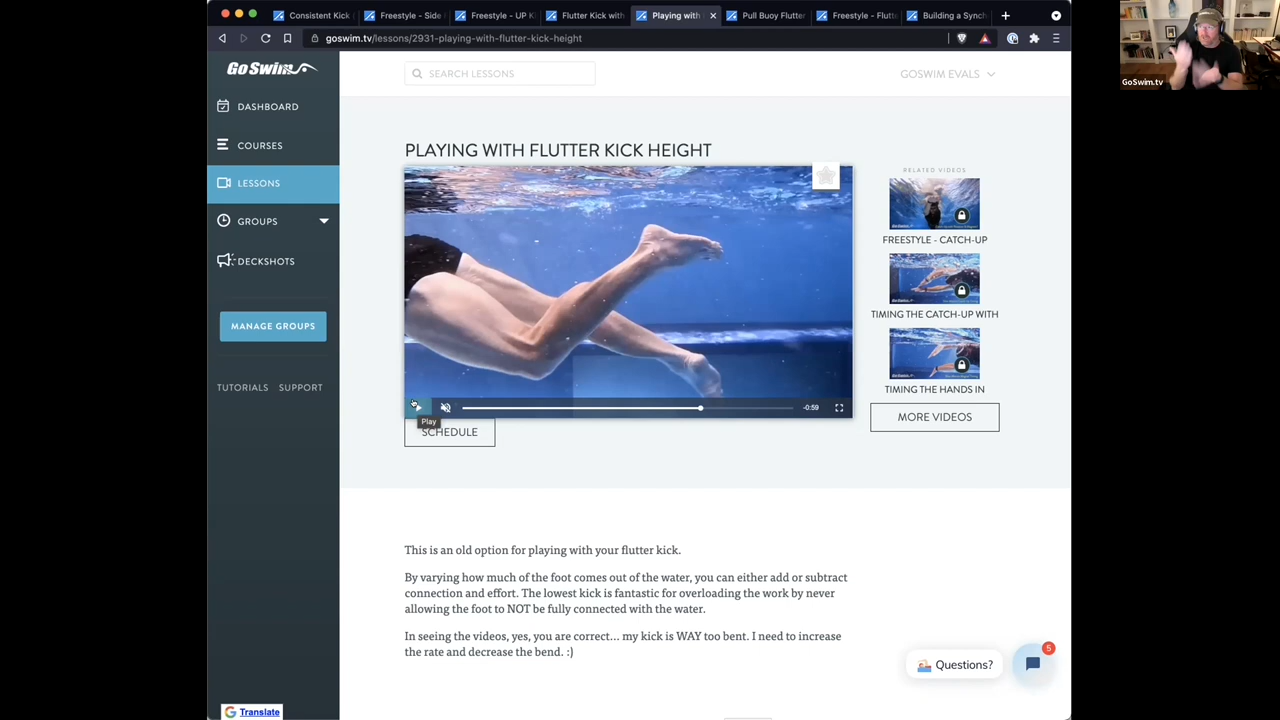 Consistent Kick
Freestyle - Side
Freestyle - UP K
Flutter Kick with
Playing with
Pull Buoy Flutter
Freestyle - Flutte
Building a Synch
goswim.tv/lessons/2931-playing-with-flutter-kick-height
GoSwim.tv
GoSwim
SEARCH LESSONS
GOSWIM EVALS
DASHBOARD
COURSES
LESSONS
GROUPS
DECKSHOTS
MANAGE GROUPS
TUTORIALS SUPPORT
PLAYING WITH FLUTTER KICK HEIGHT
-0:59
Play
SCHEDULE
RELATED VIDEOS
FREESTYLE - CATCH-UP
TIMING THE CATCH-UP WITH
TIMING THE HANDS IN
MORE VIDEOS
This is an old option for playing with your flutter kick.
By varying how much of the foot comes out of the water, you can either add or subtract
connection and effort. The lowest kick is fantastic for overloading the work by never
allowing the foot to NOT be fully connected with the water.
In seeing the videos, yes, you are correct... my kick is WAY too bent. I need to increase
the rate and decrease the bend. :)
Questions?
5
Translate